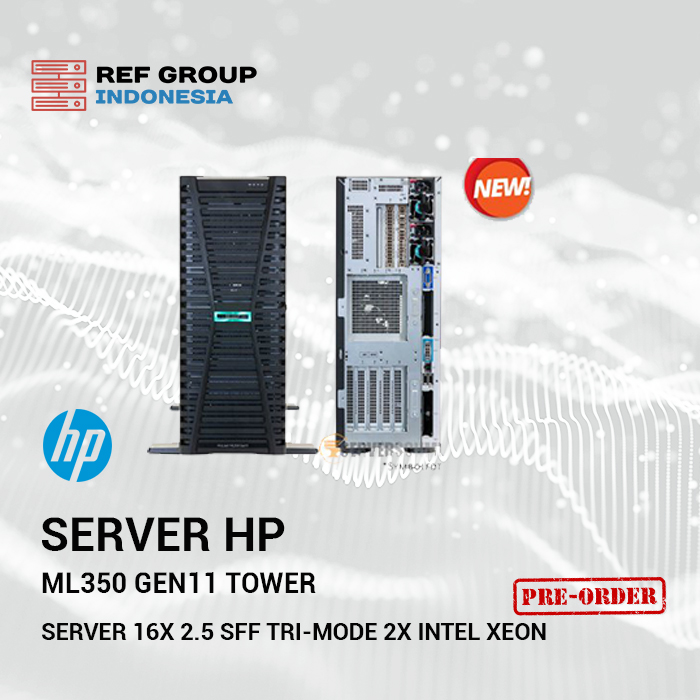 REF GROUP
INDONESIA
NEW!
hp
SERVER HP
ML350 GEN11 TOWER
PRE-ORDER
SERVER 16X 2.5 SFF TRI-MODE 2X INTEL XEON